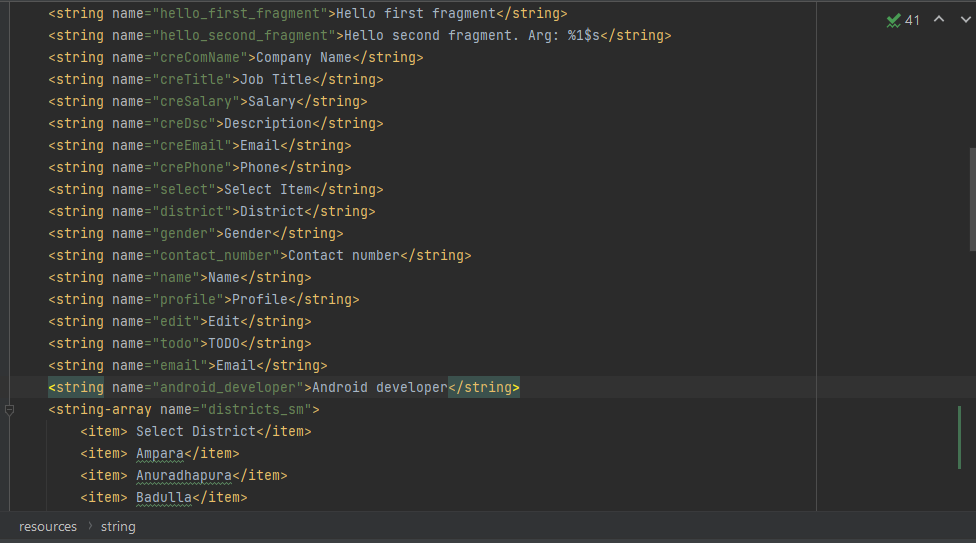 <string name="hello_first_fragment">Hello first fragment</string>
41
<string name="hello_second_fragment">Hello second fragment. Arg: %1$s</string>
<string name="creComName">Company Name</string>
<string name="creTitle">Job Title</string>
<string name="creSalary">Salary</string>
<string name="creDsc">Description</string>
<string name="creEmail">Email</string>
<string name="crePhone">Phone</string>
<string name="select">Select Item</string>
<string name="district">District</string>
<string name="gender">Gender</string>
<string name="contact_number">Contact number</string>
<string name="name">Name</string>
<string name="profile">Profile</string>
<string name="edit">Edit</string>
<string name="todo">TODO</string>
<string name="email">Email</string>
<string name="android_developer">Android developer</string>
<string-array name="districts_sm">
<item> Select District</item>
<item> Ampara</item>
<item> Anuradhapura</item>
<item> Badulla</item>
resources › string